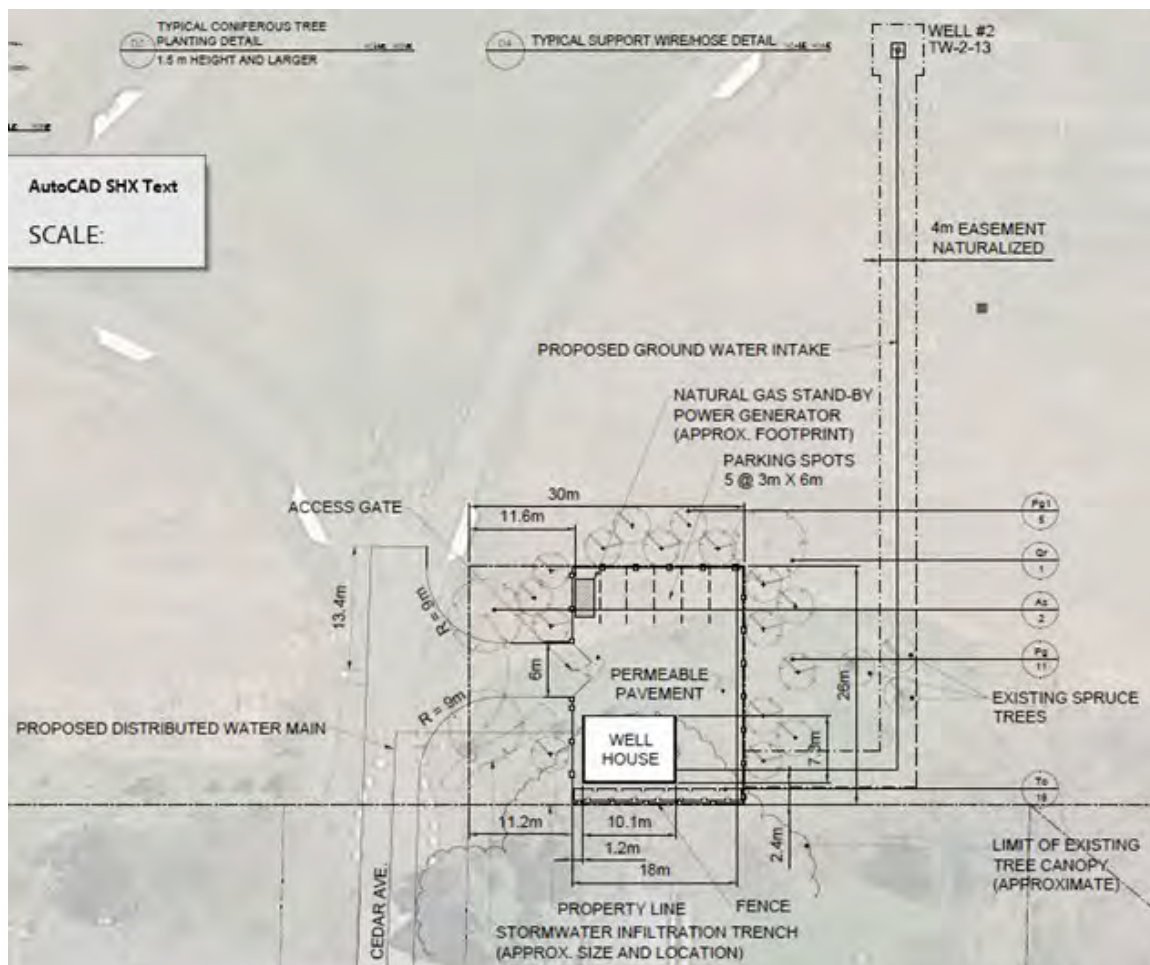 D2
TYPICAL CONIFEROUS TREE
PLANTING DETAIL
1.5 m HEIGHT AND LARGER
D4
TYPICAL SUPPORT WIRE/HOSE DETAIL
WELL #2
TW-2-13
AutoCAD SHX Text
SCALE:
4m EASEMENT
NATURALIZED
PROPOSED GROUND WATER INTAKE
NATURAL GAS STAND-BY
POWER GENERATOR
(APPROX. FOOTPRINT)
PARKING SPOTS
5 @ 3m X 6m
30m
ACCESS GATE
11.6m
Pg1
5
Qr
1
13.4m
R = 9m
2
6m
PERMEABLE
PAVEMENT
26m
Pg
11
EXISTING SPRUCE
TREES
R = 9m
PROPOSED DISTRIBUTED WATER MAIN
WELL
HOUSE
7.3m
To
11.2m
10.1m
1.2m
18m
2.4m
LIMIT OF EXISTING
TREE CANOPY
(APPROXIMATE)
CEDAR AVE.
PROPERTY LINE
FENCE
STORMWATER INFILTRATION TRENCH
(APPROX. SIZE AND LOCATION)